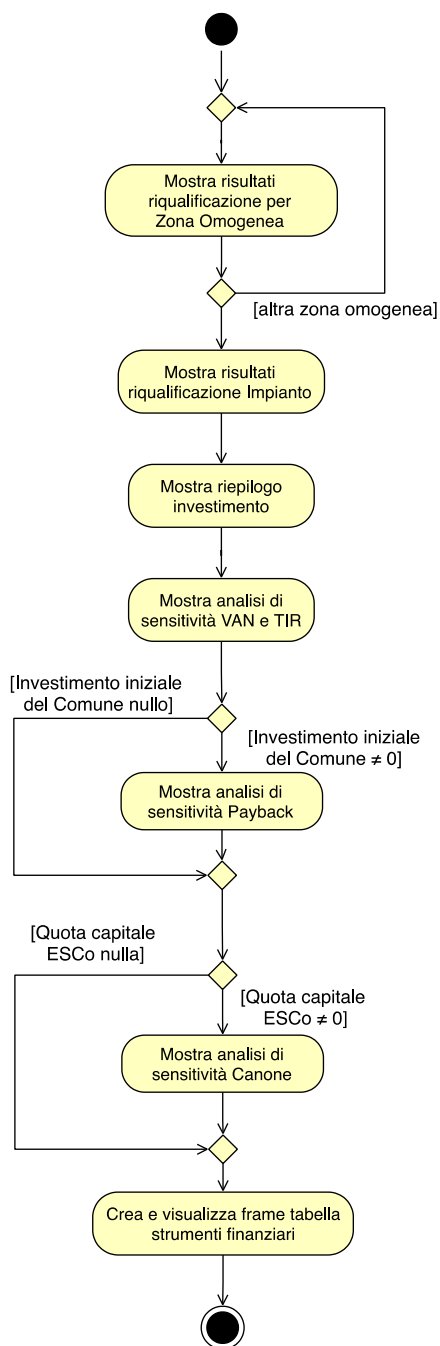 Mostra risultati
riqualificazione per
Zona Omogenea
[altra zona omogenea]
Mostra risultati
riqualificazione Impianto
Mostra riepilogo
investimento
Mostra analisi di
sensitività VAN e TIR
[Investimento iniziale
del Comune nullo]
[Investimento iniziale
del Comune ≠ 0]
Mostra analisi di
sensitività Payback
[Quota capitale
ESCo nulla]
[Quota capitale
ESCo ≠ 0]
Mostra analisi di
sensitività Canone
Crea e visualizza frame tabella
strumenti finanziari